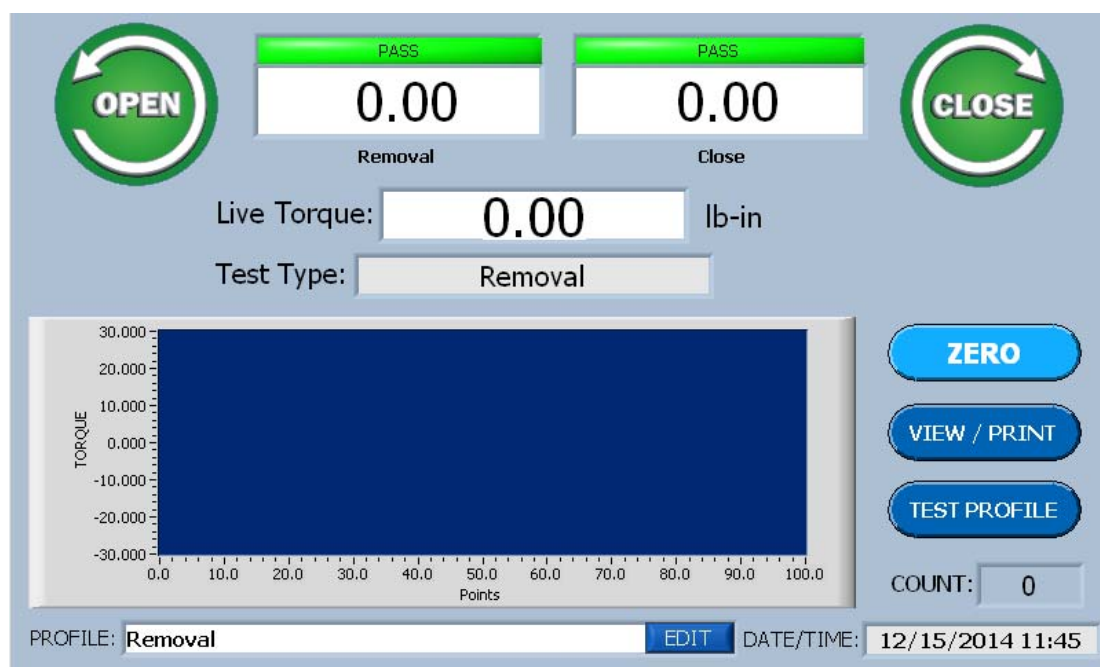 OPEN
PASS
0.00
Removal
PASS
0.00
Close
CLOSE
Live Torque: 0.00 lb-in
Test Type: Removal
30.000
20.000
10.000
0.000
-10.000
-20.000
-30.000
TORQUE
0.0 10.0 20.0 30.0 40.0 50.0 60.0 70.0 80.0 90.0 100.0
Points
ZERO
VIEW / PRINT
TEST PROFILE
COUNT: 0
PROFILE: Removal EDIT DATE/TIME: 12/15/2014 11:45